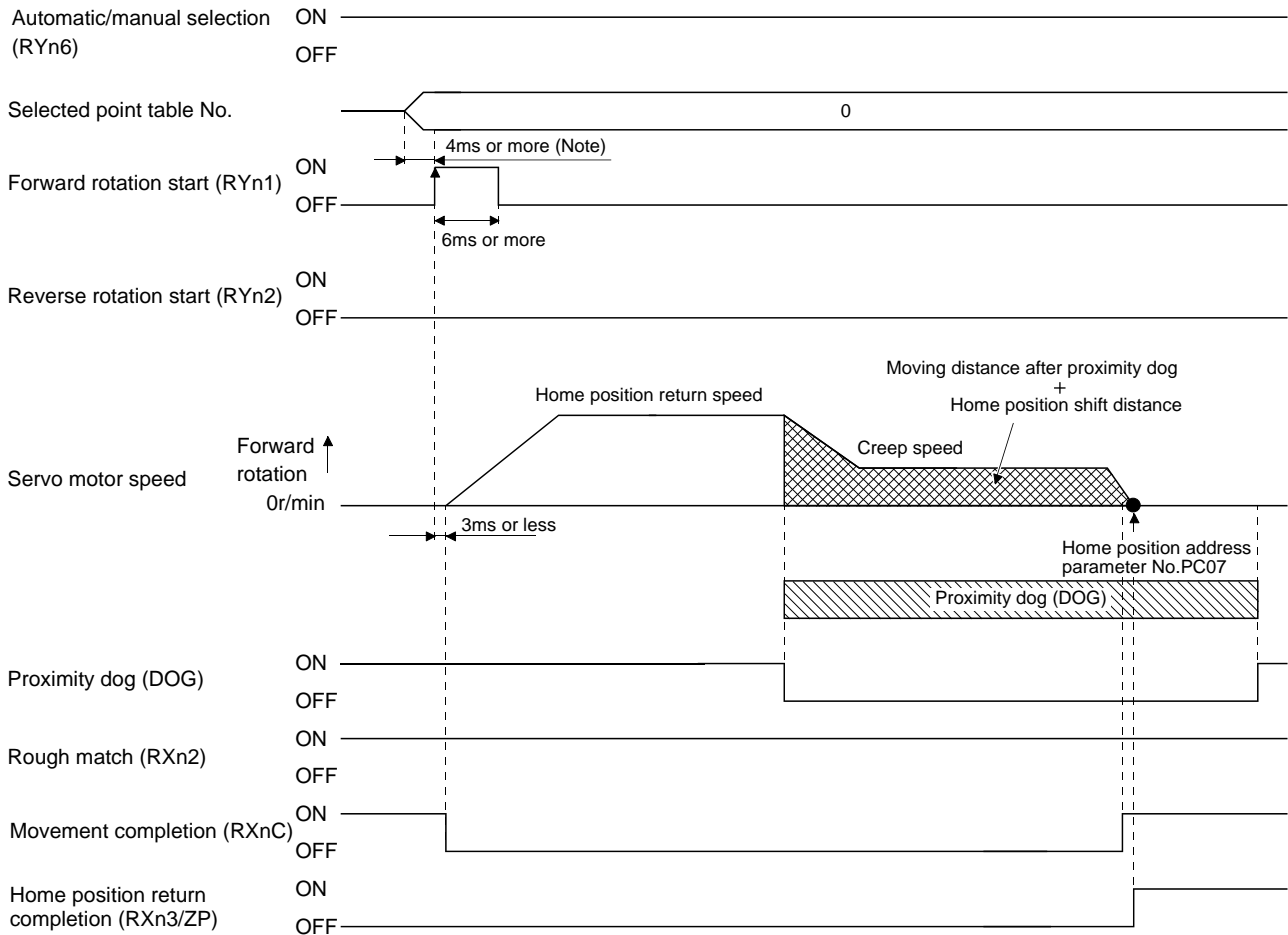 Automatic/manual selection
(RYn6)
ON
OFF
Selected point table No.
0
4ms or more (Note)
Forward rotation start (RYn1)
ON
OFF
6ms or more
Reverse rotation start (RYn2)
ON
OFF
Moving distance after proximity dog
+
Home position shift distance
Home position return speed
Creep speed
Servo motor speed
Forward
rotation
0r/min
3ms or less
Home position address
parameter No.PC07
Proximity dog (DOG)
Proximity dog (DOG)
ON
OFF
Rough match (RXn2)
ON
OFF
Movement completion (RXnC)
ON
OFF
Home position return
completion (RXn3/ZP)
ON
OFF